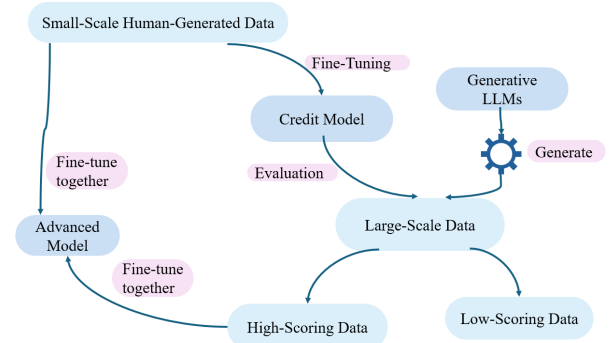 Small-Scale Human-Generated Data
Fine-Tuning
Generative
LLMs
Credit Model
Generate
Fine-tune
together
Evaluation
Large-Scale Data
Advanced
Model
Fine-tune
together
High-Scoring Data
Low-Scoring Data